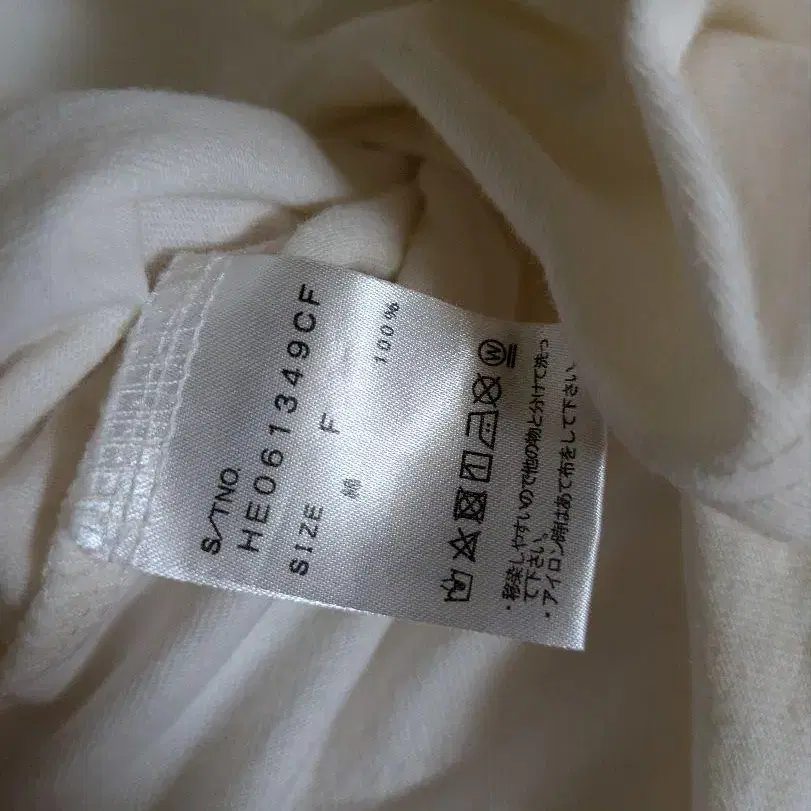 S/TNO.
HE061349CF
SIZE F
綿 100%
・移染しやすいので他の物と分けて洗っ
て下さい。
・アイロン時はあて布をして下さい。